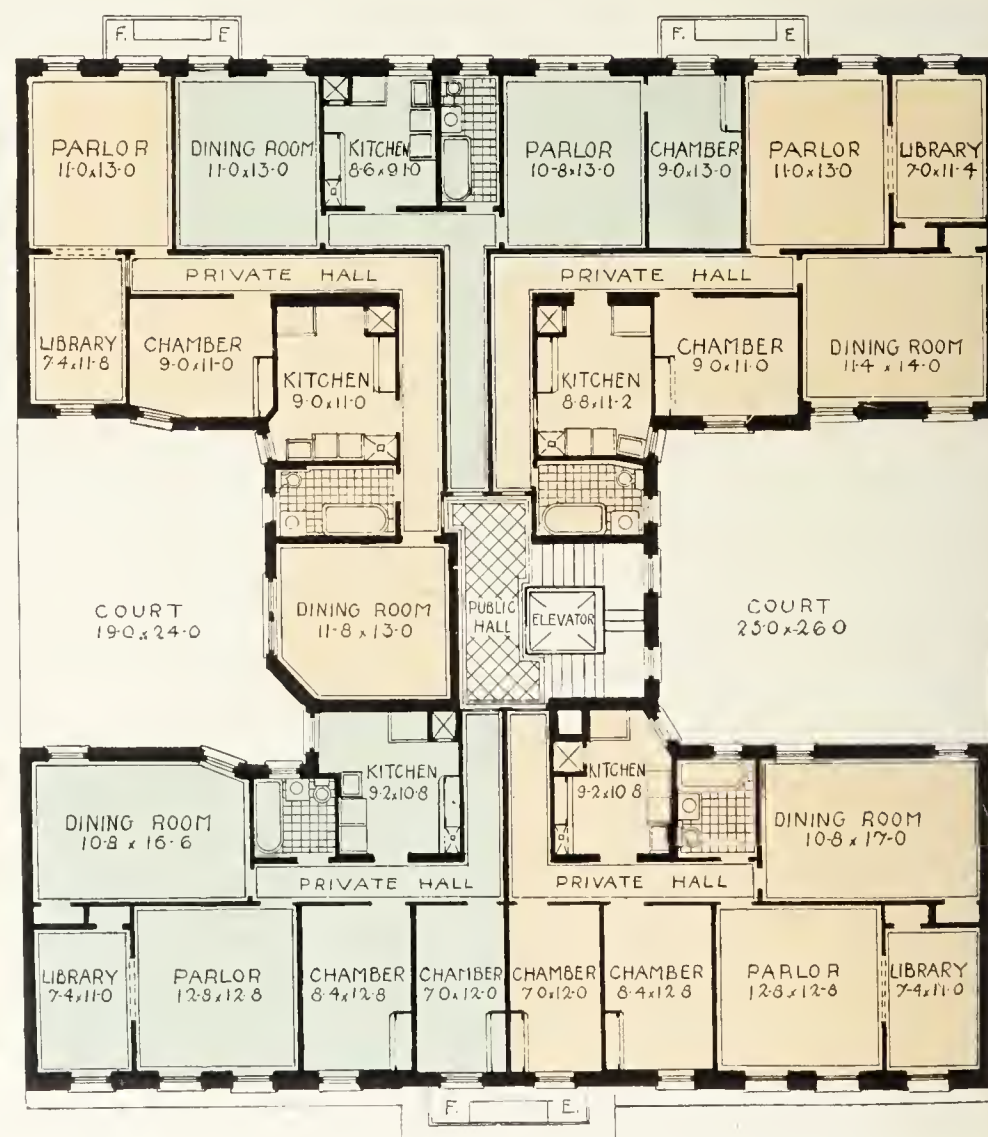 F. E
F. E
PARLOR
11-0x13-0
DINING ROOM
11-0x13-0
KITCHEN
8-6x9-10
PARLOR
10-8x13-0
CHAMBER
9-0x13-0
PARLOR
11-0x13-0
LIBRARY
7-0x11-4
PRIVATE HALL
PRIVATE HALL
LIBRARY
7-4x11-8
CHAMBER
9-0x11-0
KITCHEN
9-0x11-0
KITCHEN
8-8x11-2
CHAMBER
9-0x11-0
DINING ROOM
11-4 x 14-0
COURT
19-0x24-0
DINING ROOM
11-8x13-0
PUBLIC
HALL
ELEVATOR
COURT
25-0x26-0
KITCHEN
9-2x10-8
KITCHEN
9-2x10-8
DINING ROOM
10-8 x 16-6
DINING ROOM
10-8x17-0
PRIVATE HALL
PRIVATE HALL
LIBRARY
7-4x11-0
PARLOR
12-8x12-8
CHAMBER
8-4x12-8
CHAMBER
7-0x12-0
CHAMBER
7-0x12-0
CHAMBER
8-4x12-8
PARLOR
12-8x12-8
LIBRARY
7-4x11-0
F. E.